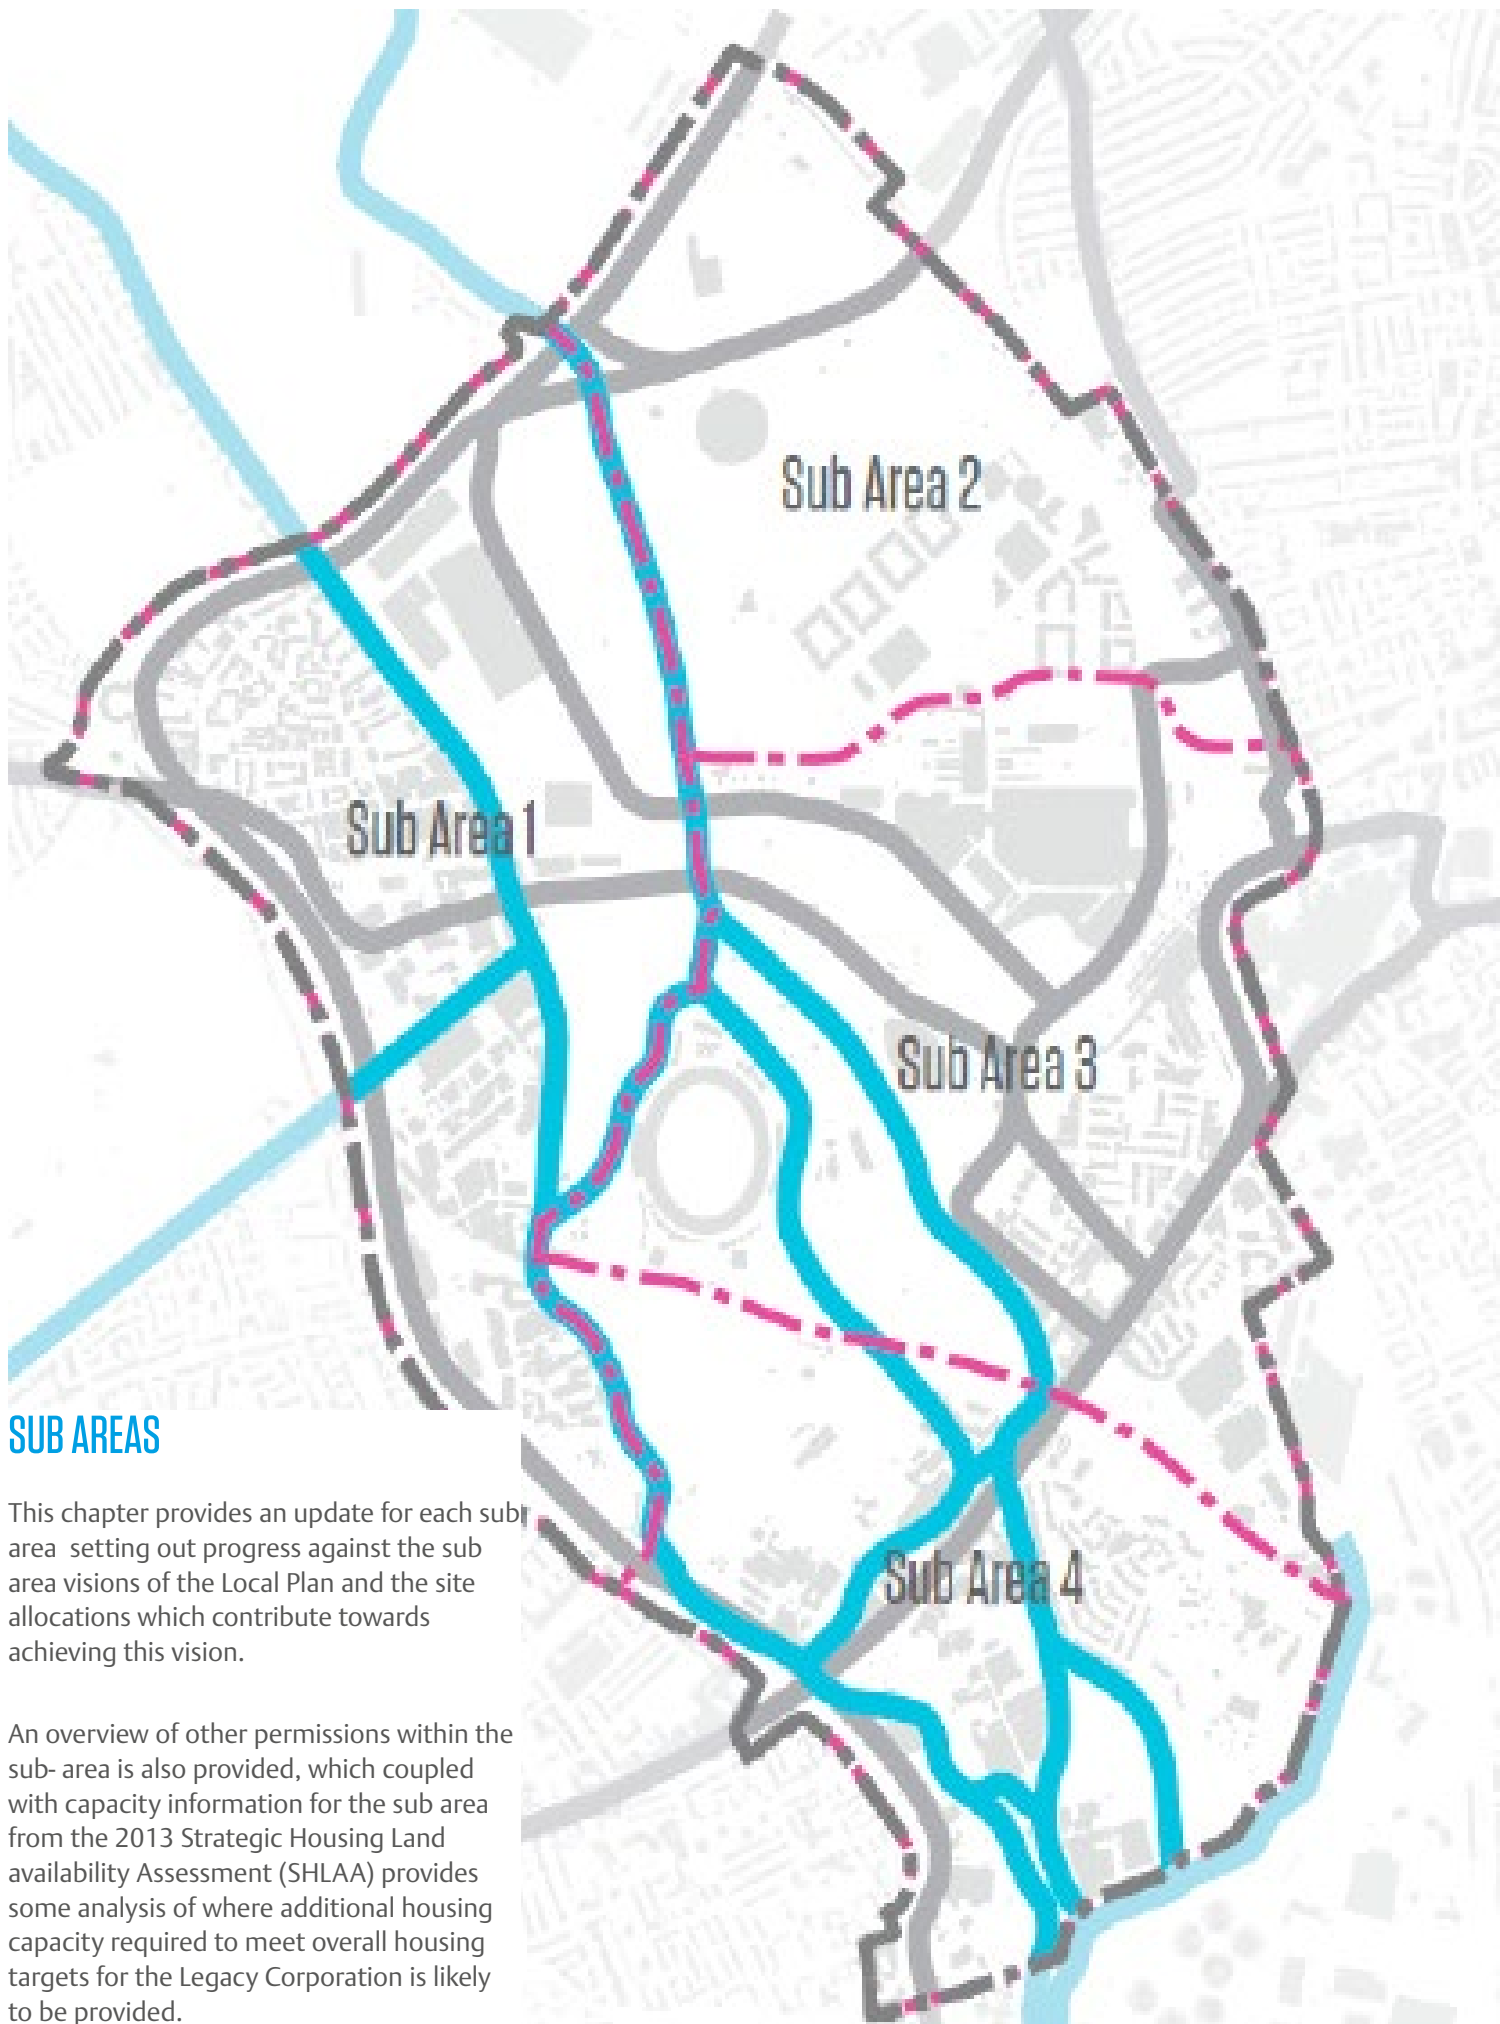 Sub Area 2
Sub Area 1
Sub Area 3
Sub Area 4
SUB AREAS
This chapter provides an update for each sub
area  setting out progress against the sub
area visions of the Local Plan and the site
allocations which contribute towards
achieving this vision.
An overview of other permissions within the
sub- area is also provided, which coupled
with capacity information for the sub area
from the 2013 Strategic Housing Land
availability Assessment (SHLAA) provides
some analysis of where additional housing
capacity required to meet overall housing
targets for the Legacy Corporation is likely
to be provided.